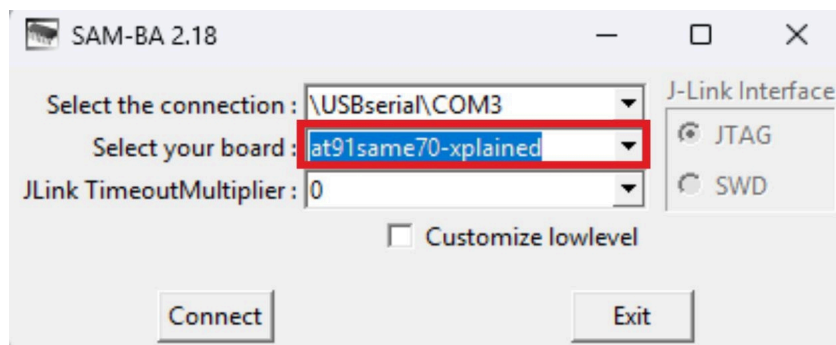 SAM-BA 2.18
Select the connection : \USBserial\COM3
J-Link Interface
Select your board : at91same70-xplained
JTAG
JLink TimeoutMultiplier : 0
SWD
Customize lowlevel
Connect Exit